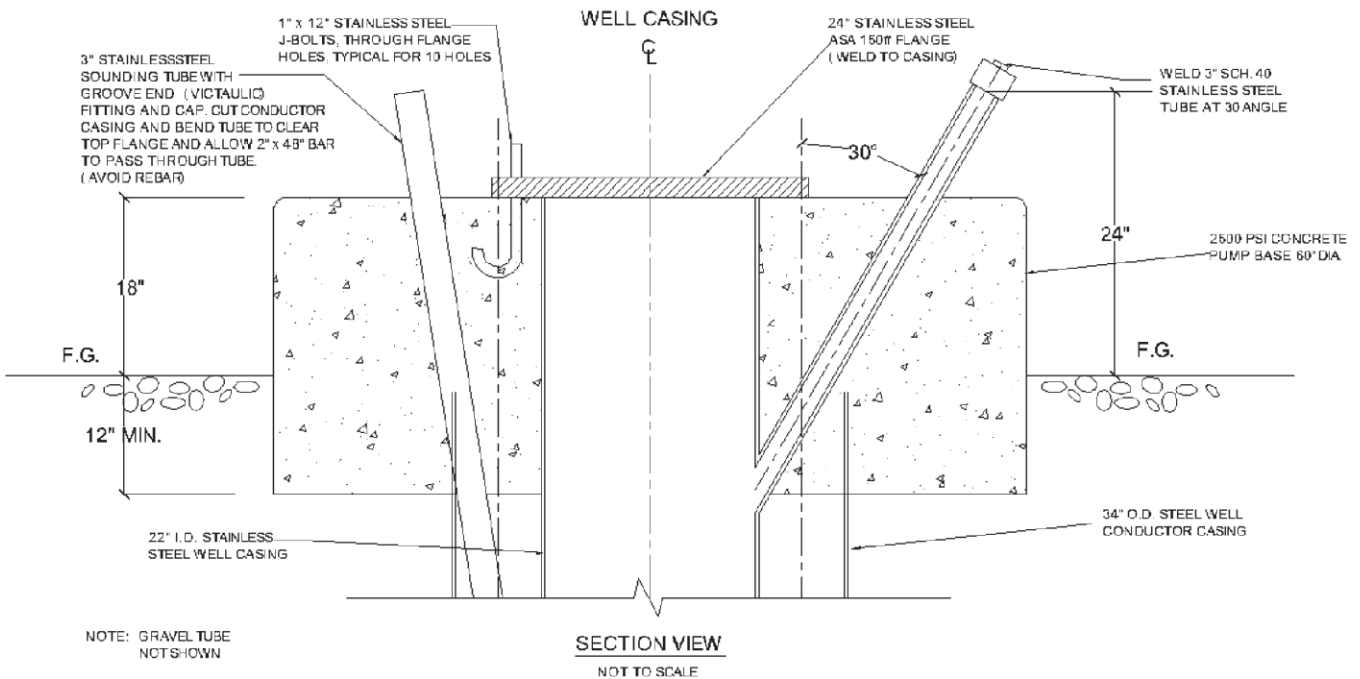 WELL CASING
℄
1" x 12" STAINLESS STEEL
J-BOLTS, THROUGH FLANGE
HOLES, TYPICAL FOR 10 HOLES
24" STAINLESS STEEL
ASA 150# FLANGE
( WELD TO CASING)
3" STAINLESSSTEEL
SOUNDING TUBE WITH
GROOVE END (VICTAULIC)
FITTING AND CAP. CUT CONDUCTOR
CASING AND BEND TUBE TO CLEAR
TOP FLANGE AND ALLOW 2" x 48" BAR
TO PASS THROUGH TUBE.
( AVOID REBAR)
WELD 3" SCH. 40
STAINLESS STEEL
TUBE AT 30 ANGLE
30°
24"
2500 PSI CONCRETE
PUMP BASE 60" DIA.
18"
F.G.
F.G.
12" MIN.
22" I.D. STAINLESS
STEEL WELL CASING
34" O.D. STEEL WELL
CONDUCTOR CASING
NOTE: GRAVEL TUBE
NOT SHOWN
SECTION VIEW
NOT TO SCALE